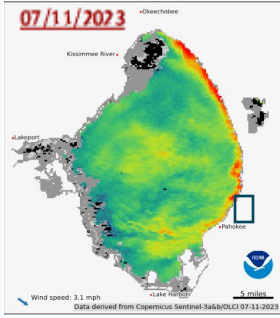 07/11/2023
Okeechobee
Kissimmee River
Lakeport
Pahokee
noaa
Lake Harbor
Wind speed: 3.1 mph
5 miles
Data derived from Copernicus Sentinel-3a&b/OLCI 07-11-2023